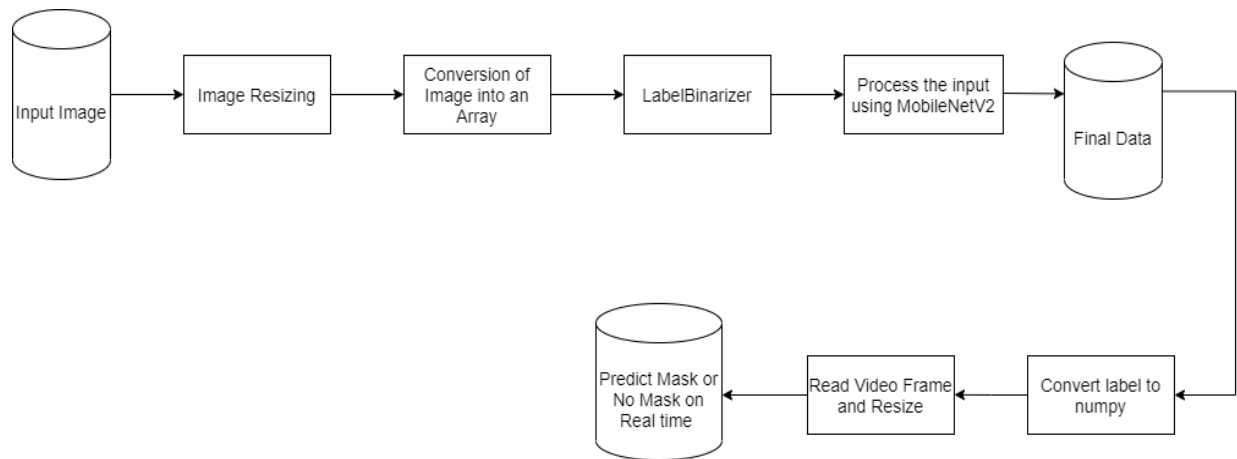 Input Image
Image Resizing
Conversion of
Image into an
Array
LabelBinarizer
Process the input
using MobileNetV2
Final Data
Convert label to
numpy
Read Video Frame
and Resize
Predict Mask or
No Mask on
Real time